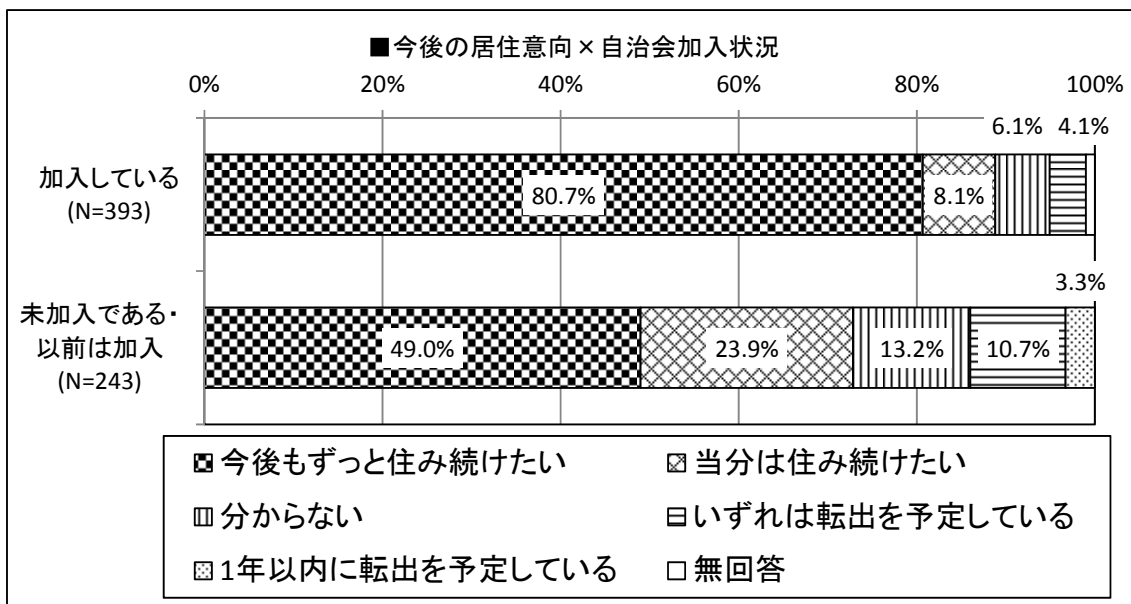 ■今後の居住意向×自治会加入状況
0% 20% 40% 60% 80% 100%
6.1% 4.1%
加入している
(N=393)
80.7% 8.1%
3.3%
未加入である・
以前は加入
(N=243)
49.0% 23.9% 13.2% 10.7%
今後もずっと住み続けたい 当分は住み続けたい
分からない いずれは転出を予定している
1年以内に転出を予定している 無回答